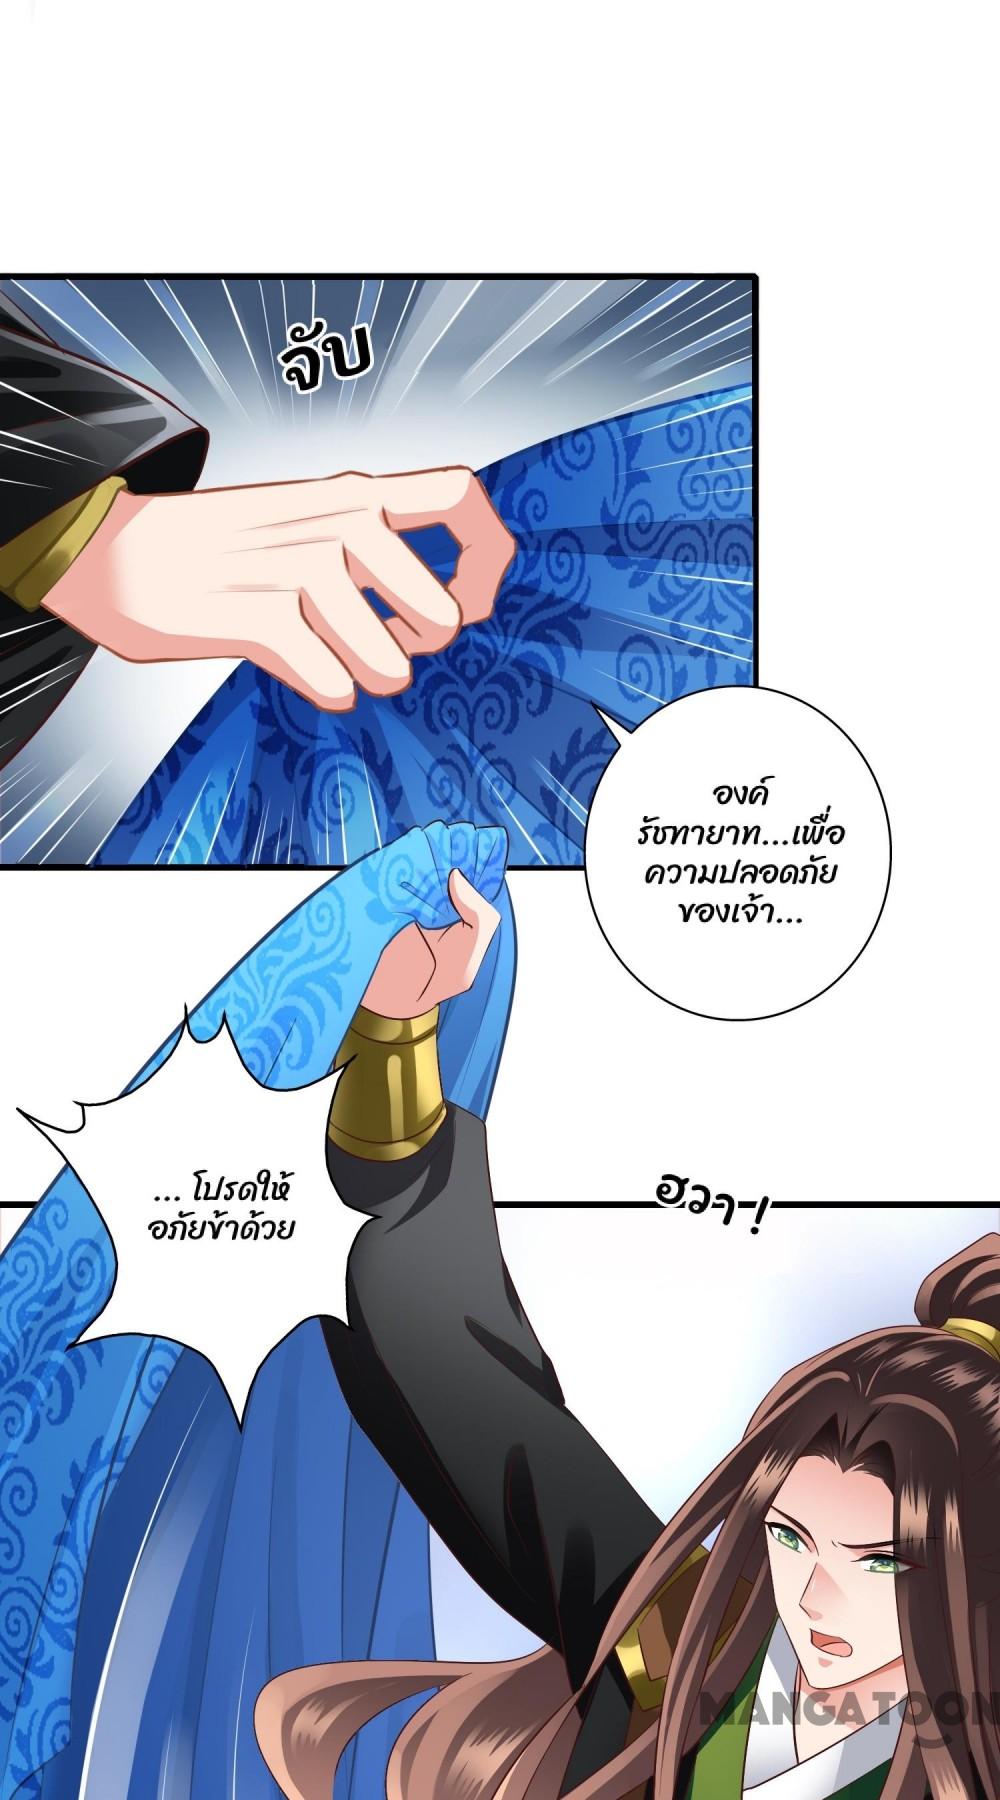 จับ
องค์
รัชทายาท...เพื่อ
ความปลอดภัย
ของเจ้า...
... โปรดให้
อภัยข้าด้วย
ฮวา!
MANGATOON